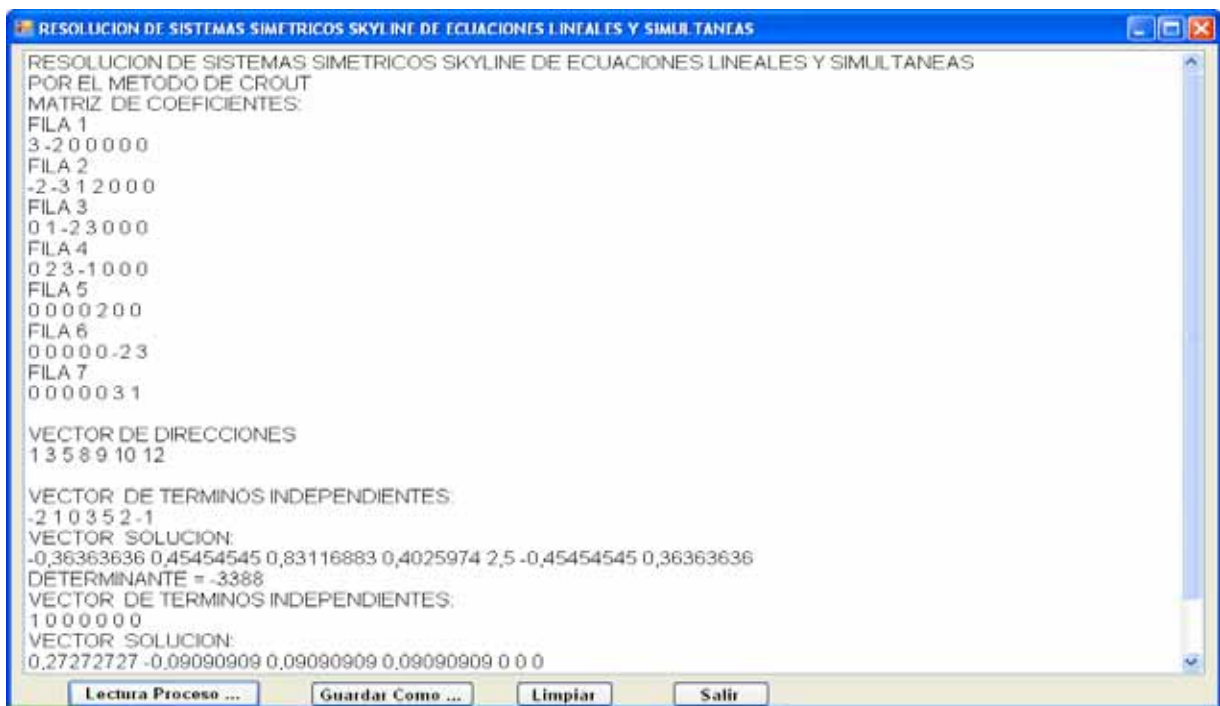 RESOLUCION DE SISTEMAS SIMETRICOS SKYLINE DE ECUACIONES LINEALES Y SIMULTANEAS
RESOLUCION DE SISTEMAS SIMETRICOS SKYLINE DE ECUACIONES LINEALES Y SIMULTANEAS
POR EL METODO DE CROUT
MATRIZ DE COEFICIENTES:
FILA 1
3 -2 0 0 0 0 0
FILA 2
-2 -3 1 2 0 0 0
FILA 3
0 1 -2 3 0 0 0
FILA 4
0 2 3 -1 0 0 0
FILA 5
0 0 0 0 2 0 0
FILA 6
0 0 0 0 0 -2 3
FILA 7
0 0 0 0 0 3 1
VECTOR DE DIRECCIONES
1 3 5 8 9 10 12
VECTOR DE TERMINOS INDEPENDIENTES:
-2 1 0 3 5 2 -1
VECTOR SOLUCION:
-0,36363636 0,45454545 0,83116883 0,4025974 2,5 -0,45454545 0,36363636
DETERMINANTE = -3388
VECTOR DE TERMINOS INDEPENDIENTES:
1 0 0 0 0 0 0
VECTOR SOLUCION:
0,27272727 -0,09090909 0,09090909 0,09090909 0 0 0
Lectura Proceso ... Guardar Como ... Limpiar Salir